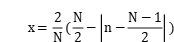 x = 2/N (N/2 − |n − (N − 1)/2|)